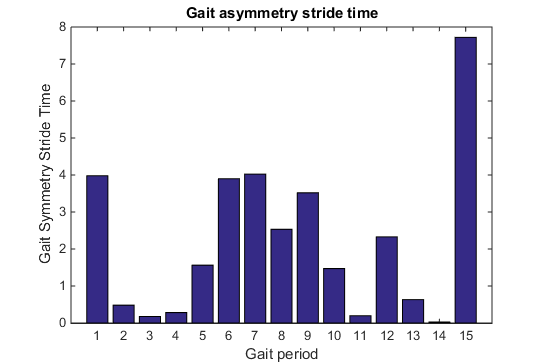 Gait asymmetry stride time
8
7
6
5
4
3
2
1
0
Gait Symmetry Stride Time
1 2 3 4 5 6 7 8 9 10 11 12 13 14 15
Gait period